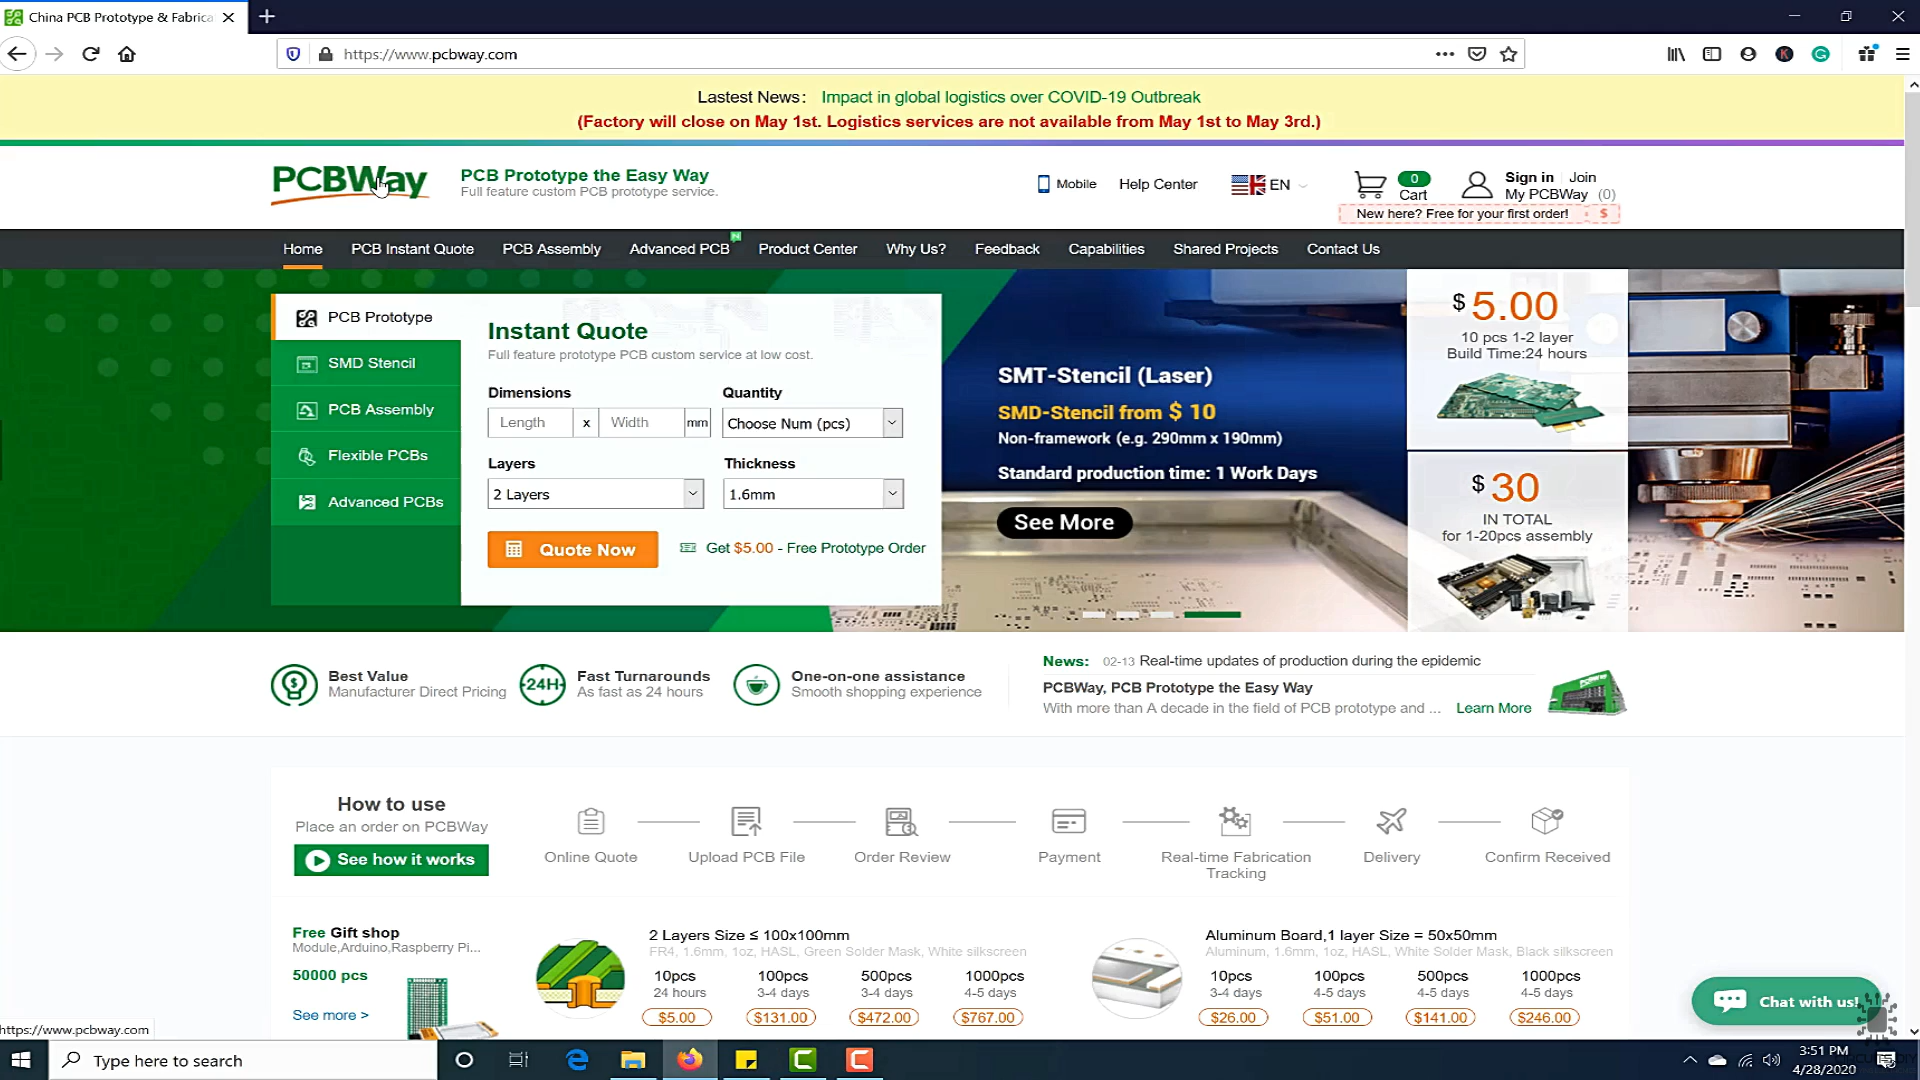 China PCB Prototype & Fabrica
https://www.pcbway.com
Lastest News: Impact in global logistics over COVID-19 Outbreak
(Factory will close on May 1st. Logistics services are not available from May 1st to May 3rd.)
PCBWay
PCB Prototype the Easy Way
Full feature custom PCB prototype service.
Mobile
Help Center
EN
0
Cart
Sign in
Join
My PCBWay (0)
New here? Free for your first order! $
Home
PCB Instant Quote
PCB Assembly
Advanced PCB
Product Center
Why Us?
Feedback
Capabilities
Shared Projects
Contact Us
PCB Prototype
SMD Stencil
PCB Assembly
Flexible PCBs
Advanced PCBs
Instant Quote
Full feature prototype PCB custom service at low cost.
Dimensions
Quantity
Length x Width mm
Choose Num (pcs)
Layers
Thickness
2 Layers
1.6mm
Quote Now
Get $5.00 - Free Prototype Order
SMT-Stencil (Laser)
SMD-Stencil from $ 10
Non-framework (e.g. 290mm x 190mm)
Standard production time: 1 Work Days
See More
$ 5.00
10 pcs 1-2 layer
Build Time:24 hours
$ 30
IN TOTAL
for 1-20pcs assembly
Best Value
Manufacturer Direct Pricing
24H
Fast Turnarounds
As fast as 24 hours
One-on-one assistance
Smooth shopping experience
News: 02-13 Real-time updates of production during the epidemic
PCBWay, PCB Prototype the Easy Way
With more than A decade in the field of PCB prototype and ... Learn More
How to use
Place an order on PCBWay
See how it works
Online Quote
Upload PCB File
Order Review
Payment
Real-time Fabrication
Tracking
Delivery
Confirm Received
Free Gift shop
Module,Arduino,Raspberry Pi...
50000 pcs
See more >
2 Layers Size ≤ 100x100mm
FR4, 1.6mm, 1oz, HASL, Green Solder Mask, White silkscreen
10pcs 100pcs 500pcs 1000pcs
24 hours 3-4 days 3-4 days 4-5 days
$5.00 $131.00 $472.00 $767.00
Aluminum Board,1 layer Size = 50x50mm
Aluminum, 1.6mm, 1oz, HASL, White Solder Mask, Black silkscreen
10pcs 100pcs 500pcs 1000pcs
3-4 days 4-5 days 4-5 days 4-5 days
$26.00 $51.00 $141.00 $246.00
Chat with us!
https://www.pcbway.com
Type here to search
3:51 PM
4/28/2020